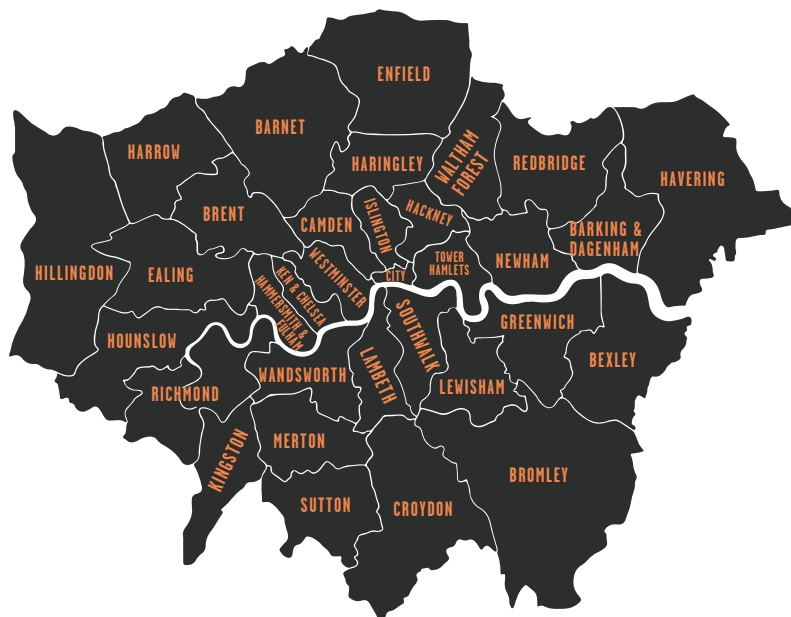 ENFIELD
BARNET
HARROW
HARINGLEY
WALTHAM
FOREST
REDBRIDGE
HAVERING
BRENT
CAMDEN
ISLINGTON
HACKNEY
BARKING &
DAGENHAM
HILLINGDON
EALING
WESTMINSTER
KEN & CHELSEA
HAMMERSMITH &
FULHAM
CITY
TOWER
HAMLETS
NEWHAM
HOUNSLOW
SOUTHWALK
GREENWICH
BEXLEY
RICHMOND
WANDSWORTH
LAMBETH
LEWISHAM
KINGSTON
MERTON
BROMLEY
SUTTON
CROYDON